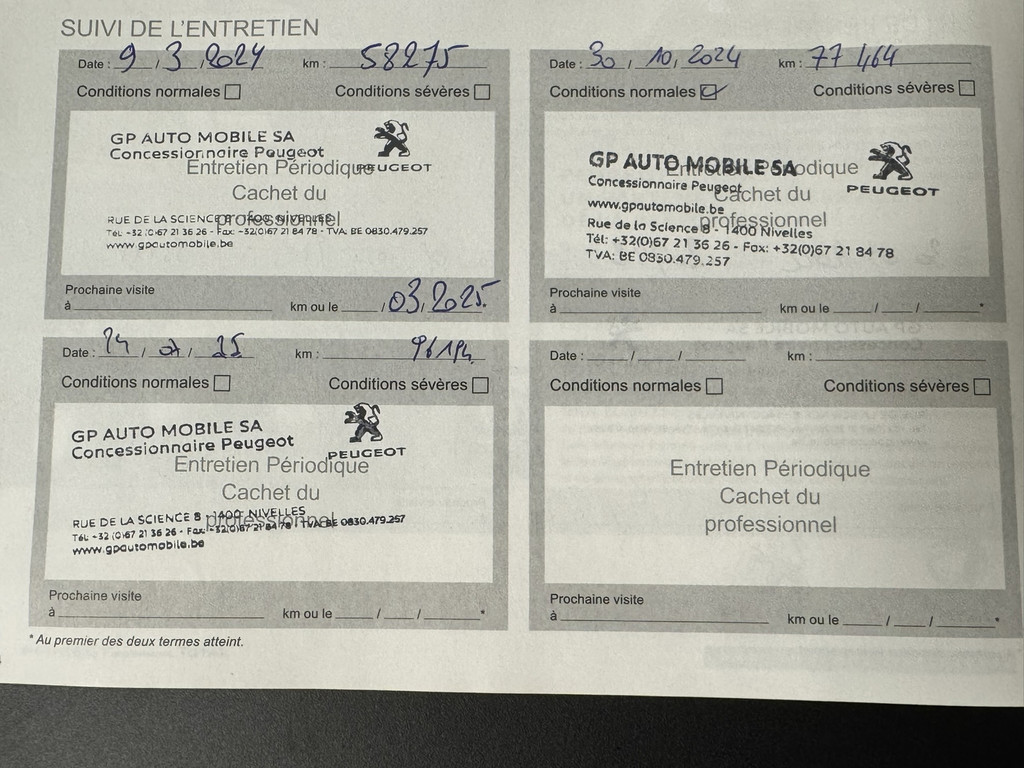 SUIVI DE L'ENTRETIEN
Date : 9 / 3 / 2024 km : 58275
Conditions normales Conditions sévères
GP AUTO MOBILE SA
Concessionnaire Peugeot
PEUGEOT
Entretien Périodique
Cachet du
professionnel
RUE DE LA SCIENCE 8 - 1400 NIVELLES
Tél: +32 (0)67 21 36 26 - Fax: +32(0)67 21 84 78 - TVA: BE 0830.479.257
www.gpautomobile.be
Prochaine visite
à km ou le / 03 / 2025
Date : 30 / 10 / 2024 km : 77 464
Conditions normales Conditions sévères
GP AUTO MOBILE SA
Concessionnaire Peugeot
PEUGEOT
Entretien Périodique
Cachet du
professionnel
www.gpautomobile.be
Rue de la Science 8 - 1400 Nivelles
Tél: +32(0)67 21 36 26 - Fax: +32(0)67 21 84 78
TVA: BE 0830.479.257
Prochaine visite
à km ou le / / *
Date : / / 25 km :
Conditions normales Conditions sévères
GP AUTO MOBILE SA
Concessionnaire Peugeot
PEUGEOT
Entretien Périodique
Cachet du
professionnel
RUE DE LA SCIENCE 8 - 1400 NIVELLES
Tél: +32 (0)67 21 36 26 - Fax: +32(0)67 21 84 78 - TVA: BE 0830.479.257
www.gpautomobile.be
Prochaine visite
à km ou le / / *
Date : / / km :
Conditions normales Conditions sévères
Entretien Périodique
Cachet du
professionnel
Prochaine visite
à km ou le / / *
* Au premier des deux termes atteint.